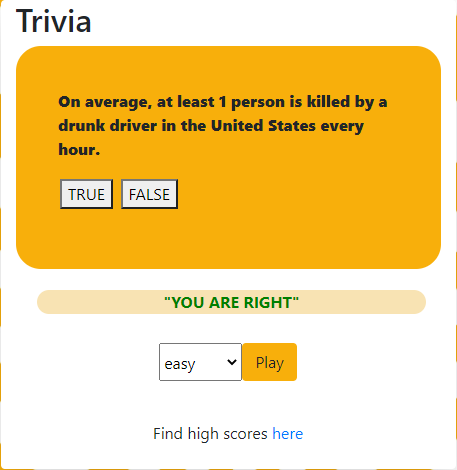 Trivia
On average, at least 1 person is killed by a
drunk driver in the United States every
hour.
TRUE FALSE
"YOU ARE RIGHT"
easy Play
Find high scores here